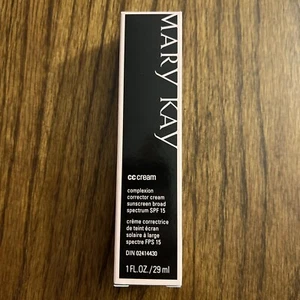 MARY KAY
cc cream
complexion
corrector cream
sunscreen broad
spectrum SPF 15
crème correctrice
de teint écran
solaire à large
spectre FPS 15
DIN 02414430
1 FL.OZ./29 ml